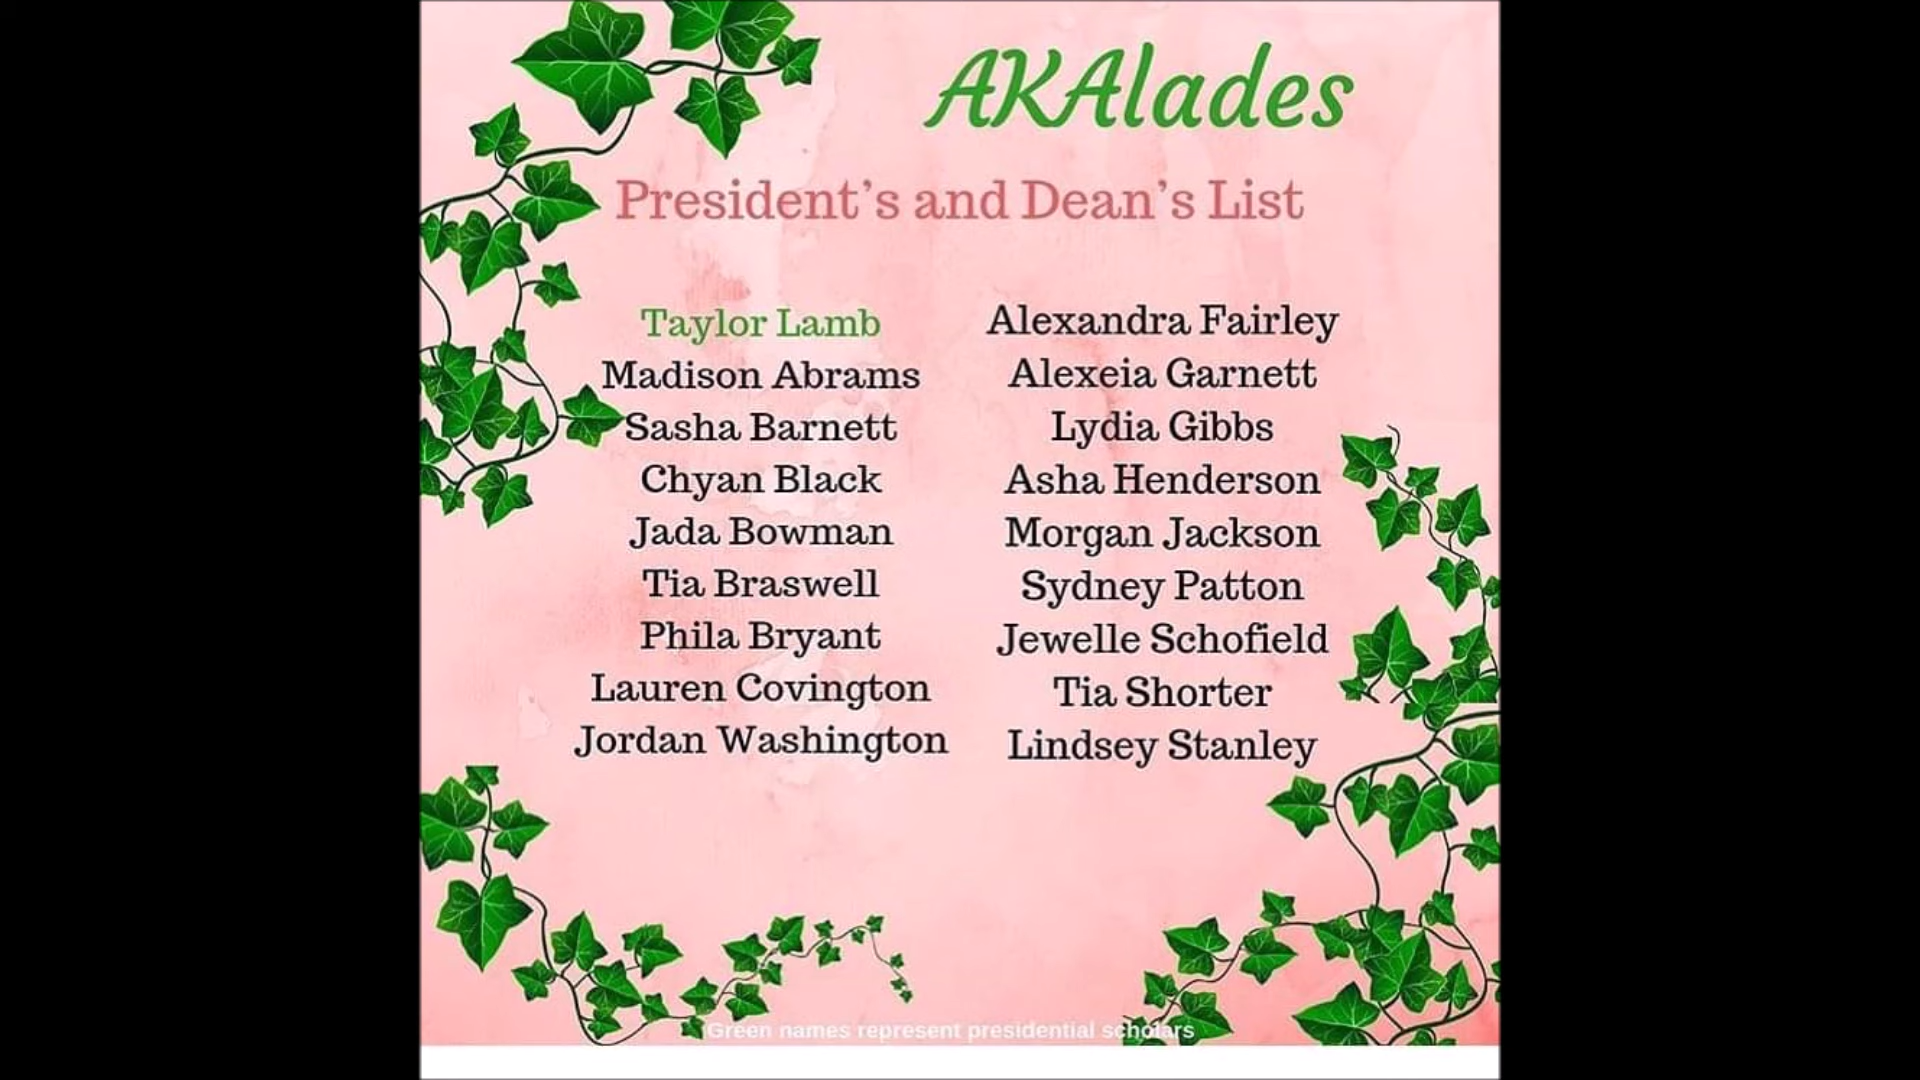 AKAlades
President's and Dean's List
Taylor Lamb
Madison Abrams
Sasha Barnett
Chyan Black
Jada Bowman
Tia Braswell
Phila Bryant
Lauren Covington
Jordan Washington
Alexandra Fairley
Alexeia Garnett
Lydia Gibbs
Asha Henderson
Morgan Jackson
Sydney Patton
Jewelle Schofield
Tia Shorter
Lindsey Stanley
Green names represent presidential scholars